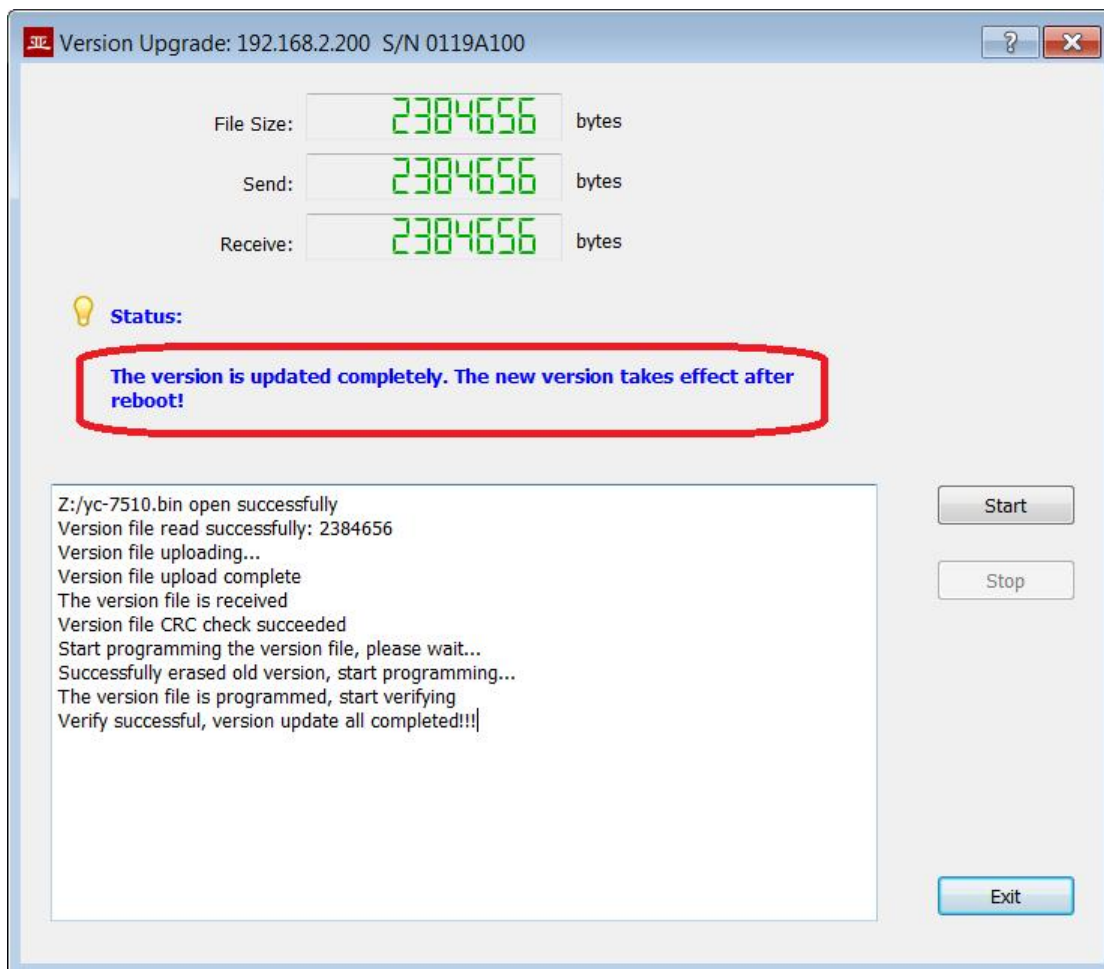 Version Upgrade: 192.168.2.200 S/N 0119A100
File Size: 2384656 bytes
Send: 2384656 bytes
Receive: 2384656 bytes
Status:
The version is updated completely. The new version takes effect after
reboot!
Z:/yc-7510.bin open successfully
Version file read successfully: 2384656
Version file uploading...
Version file upload complete
The version file is received
Version file CRC check succeeded
Start programming the version file, please wait...
Successfully erased old version, start programming...
The version file is programmed, start verifying
Verify successful, version update all completed!!!
Start
Stop
Exit